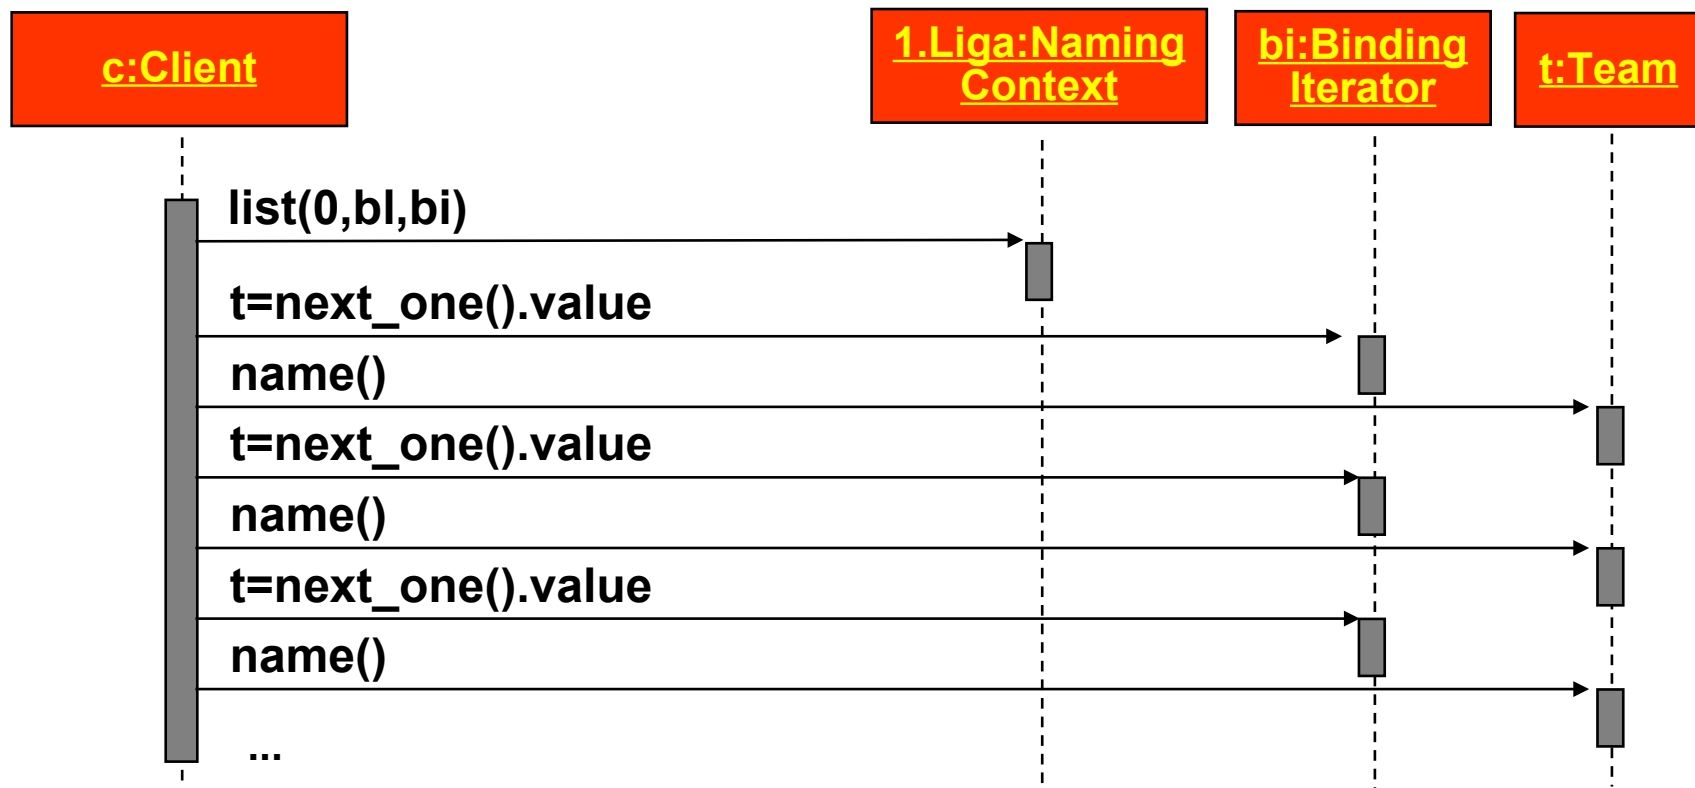 c:Client
1.Liga:Naming
Context
bi:Binding
Iterator
t:Team
list(0,bl,bi)
t=next_one().value
name()
t=next_one().value
name()
t=next_one().value
name()
...